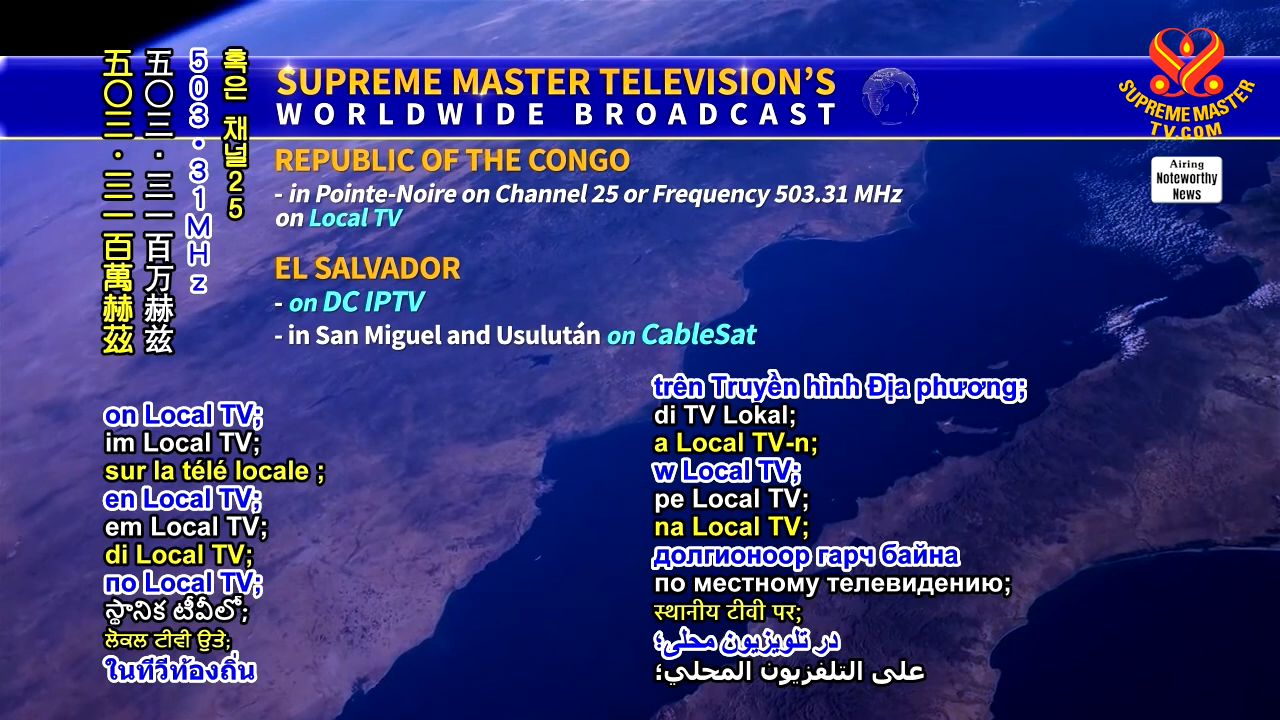 五〇三．三一百萬赫茲
五〇三．三一百万赫兹
503．31MHz
혹은 채널25
SUPREME MASTER TELEVISION'S
WORLDWIDE BROADCAST
SUPREME MASTER
TV.COM
Airing
Noteworthy
News
REPUBLIC OF THE CONGO
- in Pointe-Noire on Channel 25 or Frequency 503.31 MHz
on Local TV
EL SALVADOR
- on DC IPTV
- in San Miguel and Usulután on CableSat
on Local TV;
im Local TV;
sur la télé locale ;
en Local TV;
em Local TV;
di Local TV;
по Local TV;
స్థానిక టీవీలో;
ਲੋਕਲ ਟੀਵੀ ਉਤੇ;
ในทีวีท้องถิ่น
trên Truyền hình Địa phương;
di TV Lokal;
a Local TV-n;
w Local TV;
pe Local TV;
na Local TV;
долгионоор гарч байна
по местному телевидению;
स्थानीय टीवी पर;
در تلویزیون محلی؛
على التلفزيون المحلي؛